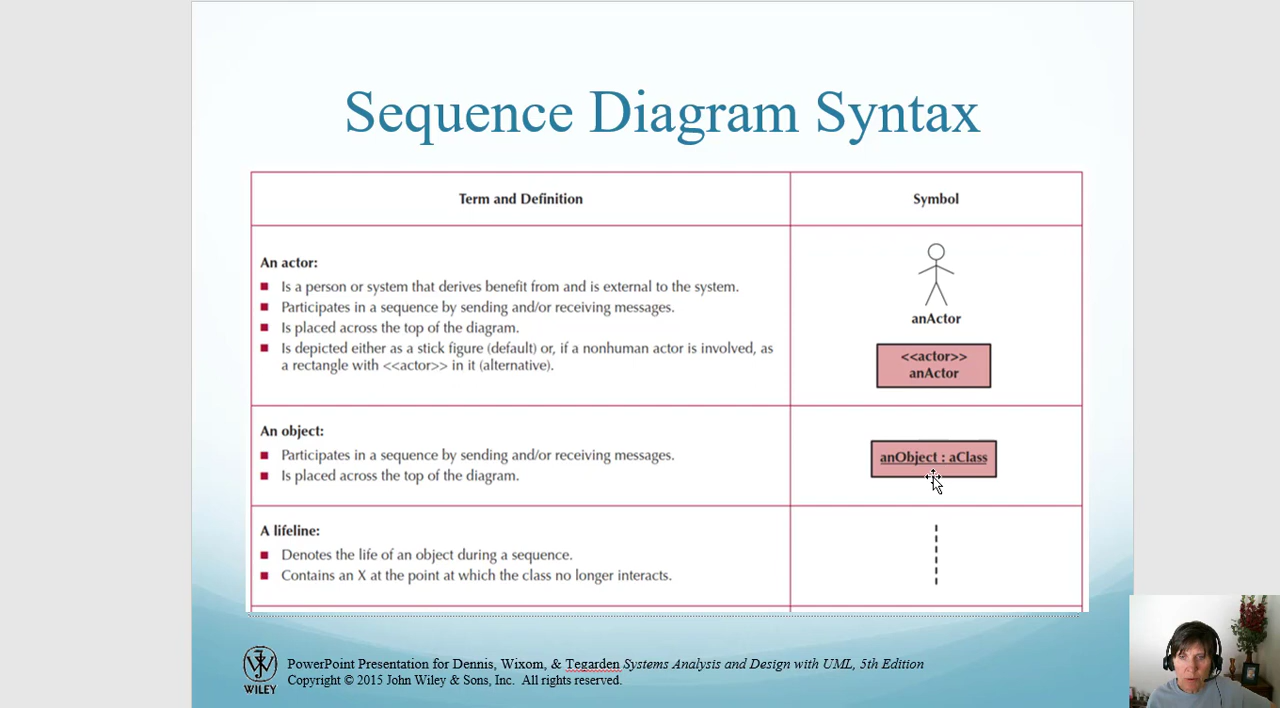 Sequence Diagram Syntax
Term and Definition
Symbol
An actor:
■ Is a person or system that derives benefit from and is external to the system.
■ Participates in a sequence by sending and/or receiving messages.
■ Is placed across the top of the diagram.
■ Is depicted either as a stick figure (default) or, if a nonhuman actor is involved, as
a rectangle with <<actor>> in it (alternative).
anActor
<<actor>>
anActor
An object:
■ Participates in a sequence by sending and/or receiving messages.
■ Is placed across the top of the diagram.
anObject : aClass
A lifeline:
■ Denotes the life of an object during a sequence.
■ Contains an X at the point at which the class no longer interacts.
WILEY
PowerPoint Presentation for Dennis, Wixom, & Tegarden Systems Analysis and Design with UML, 5th Edition
Copyright © 2015 John Wiley & Sons, Inc. All rights reserved.